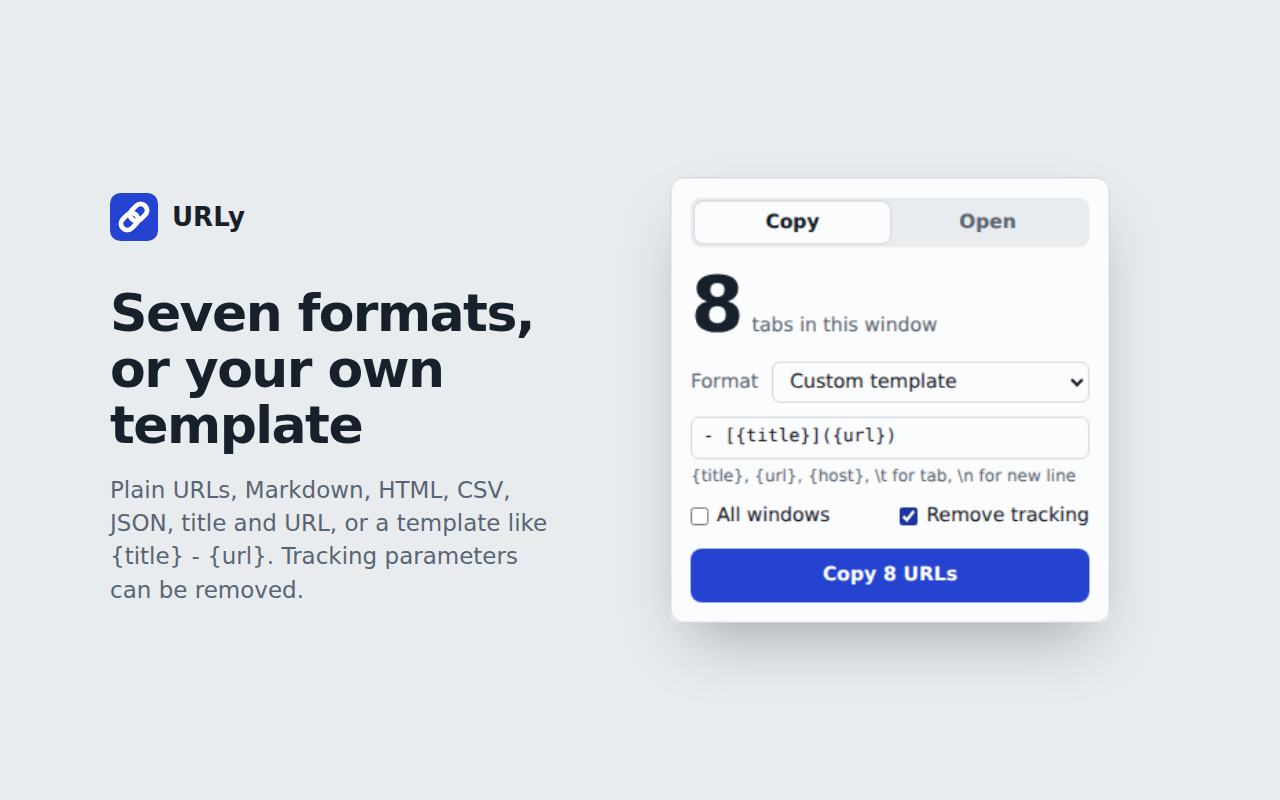 URLy
Seven formats,
or your own
template
Plain URLs, Markdown, HTML, CSV,
JSON, title and URL, or a template like
{title} - {url}. Tracking parameters
can be removed.
Copy Open
8 tabs in this window
Format Custom template
- [{title}]({url})
{title}, {url}, {host}, \t for tab, \n for new line
All windows Remove tracking
Copy 8 URLs